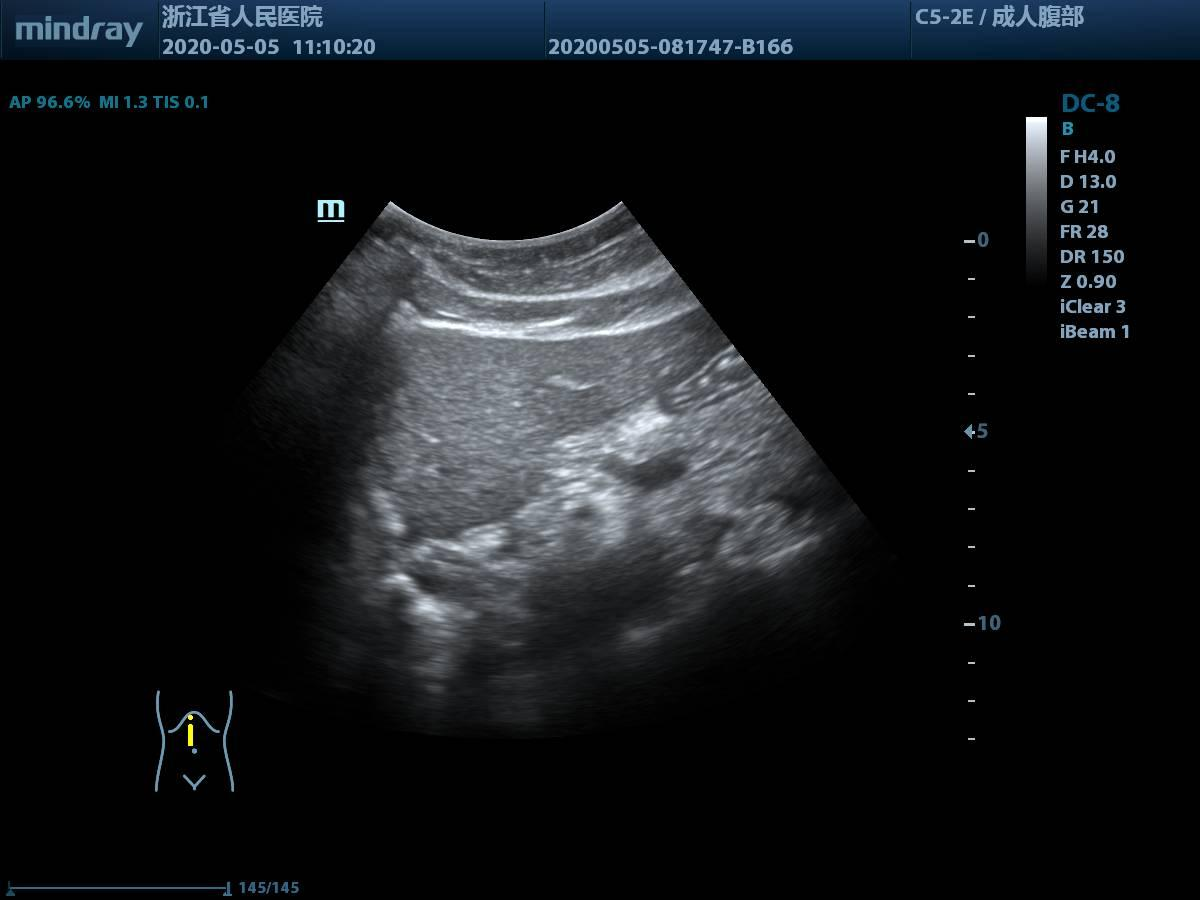 mindray
浙江省人民医院
2020-05-05 11:10:20
20200505-081747-B166
C5-2E / 成人腹部
AP 96.6% MI 1.3 TIS 0.1
DC-8
B
F H4.0
D 13.0
G 21
FR 28
DR 150
Z 0.90
iClear 3
iBeam 1
m
0
5
10
145/145